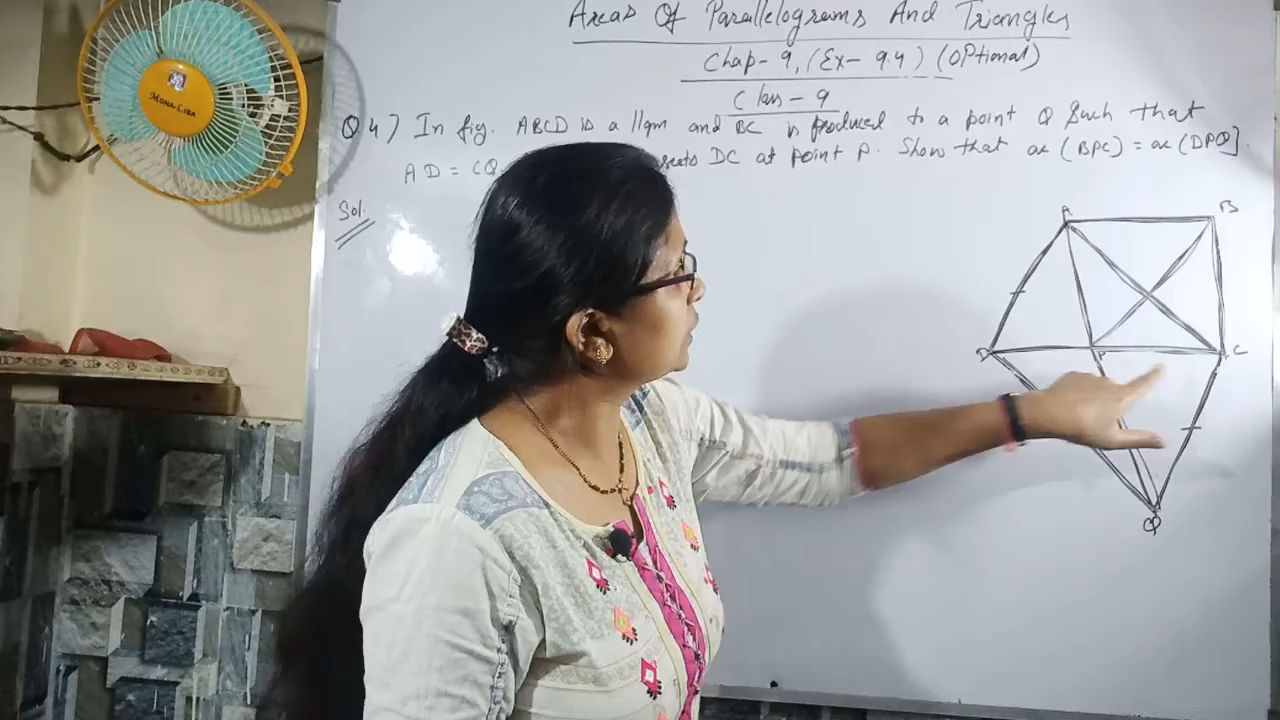 Areas Of Parallelograms And Triangles
Chap-9, (Ex-9.4) (Optional)
Class-9
Q 4) In fig. ABCD is a llgm and BC is produced to a point Q such that
AD = CQ. DC at point P. Show that ar (BPC) = ar (DPQ).
Sol.
A
B
D
C
Q
MONA-LISA